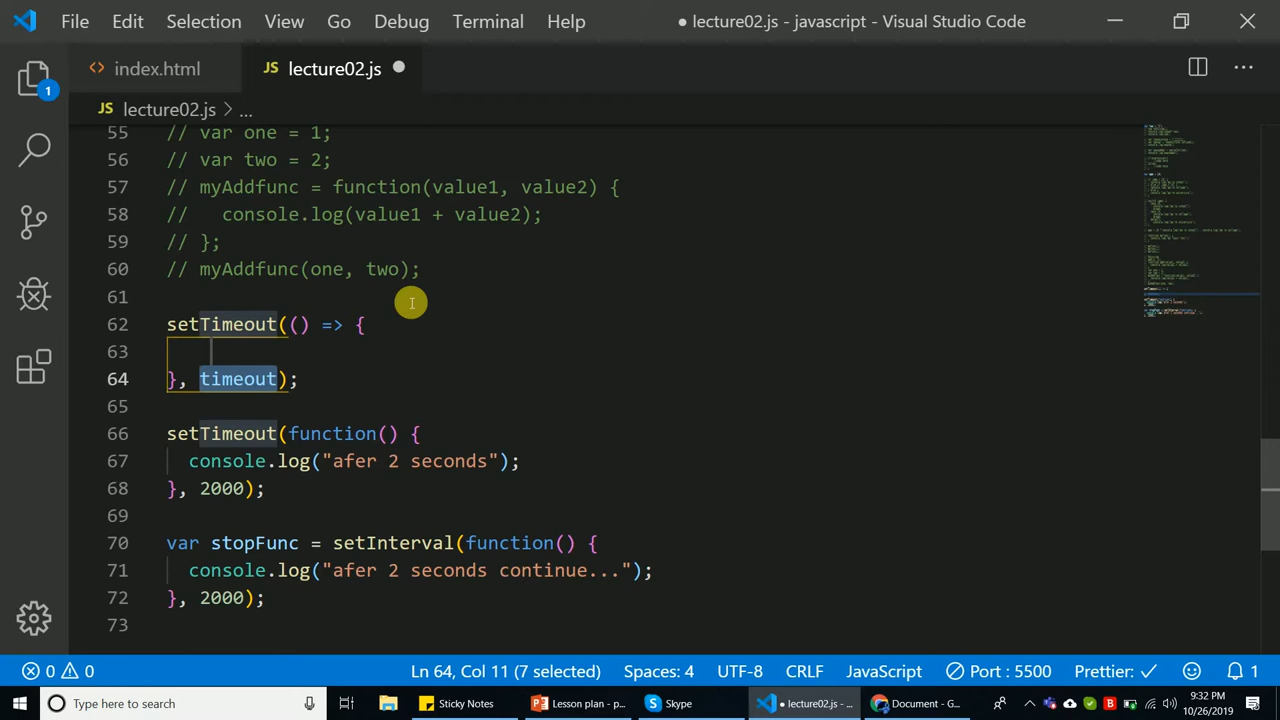 File Edit Selection View Go Debug Terminal Help ● lecture02.js - javascript - Visual Studio Code
<> index.html JS lecture02.js ●
JS lecture02.js > ...
55 // var one = 1;
56 // var two = 2;
57 // myAddfunc = function(value1, value2) {
58 //   console.log(value1 + value2);
59 // };
60 // myAddfunc(one, two);
61
62 setTimeout(() => {
63
64 }, timeout);
65
66 setTimeout(function() {
67   console.log("afer 2 seconds");
68 }, 2000);
69
70 var stopFunc = setInterval(function() {
71   console.log("afer 2 seconds continue...");
72 }, 2000);
73
1
0 0 Ln 64, Col 11 (7 selected) Spaces: 4 UTF-8 CRLF JavaScript Port : 5500 Prettier: ✓ 1
Type here to search Sticky Notes Lesson plan - p... Skype ● lecture02.js - ... Document - G... 9:32 PM
10/26/2019